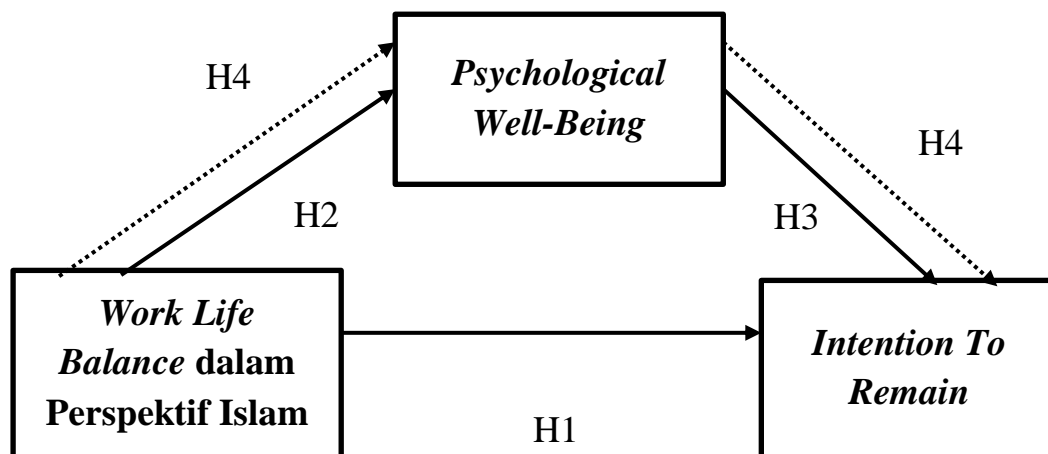 Psychological
Well-Being
H4
H4
H2
H3
Work Life
Balance dalam
Perspektif Islam
Intention To
Remain
H1